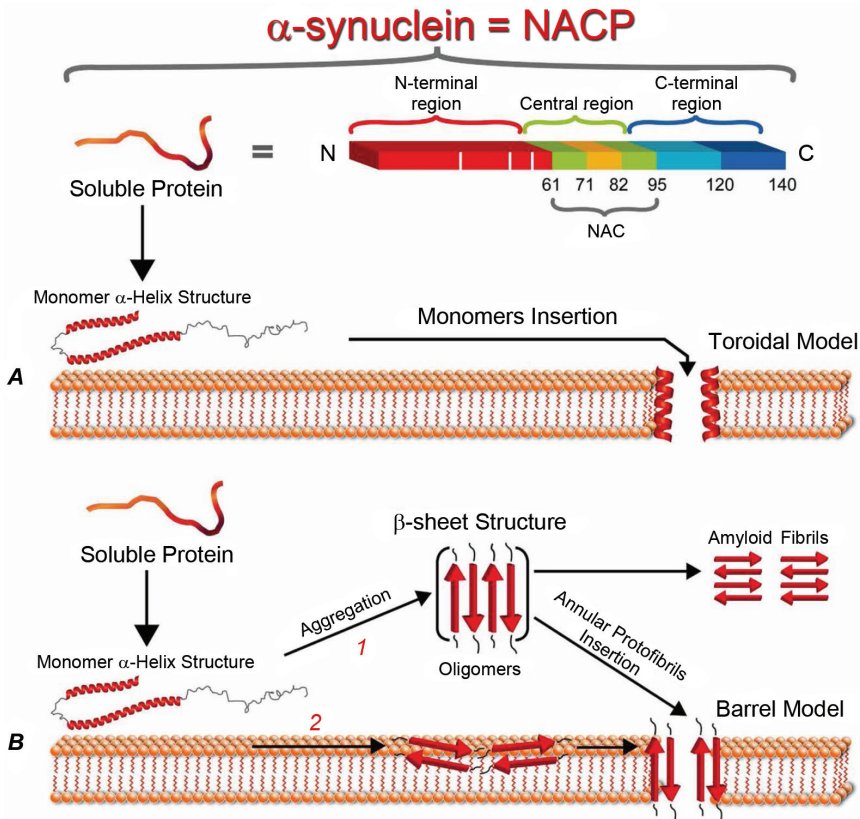 α-synuclein = NACP
N-terminal
region
Central region
C-terminal
region
Soluble Protein
=
N
C
61 71 82 95 120 140
NAC
Monomer α-Helix Structure
Monomers Insertion
Toroidal Model
A
Soluble Protein
β-sheet Structure
Amyloid Fibrils
Aggregation
1
Oligomers
Annular Protofibrils
Insertion
Monomer α-Helix Structure
2
Barrel Model
B